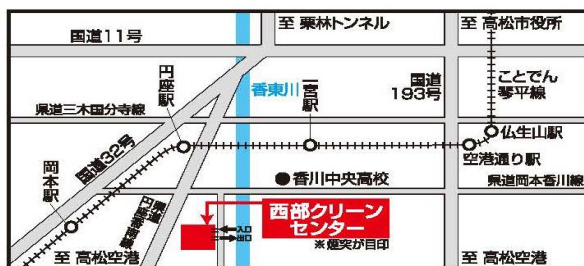 至 栗林トンネル
至 高松市役所
国道11号
円座駅
香東川
一宮駅
国道
193号
ことでん
琴平線
県道三木国分寺線
仏生山駅
空港通り駅
国道32号
岡本駅
香川中央高校
県道岡本香川線
西部クリーン
センター
入口
出口
※煙突が目印
至 高松空港
至 高松空港